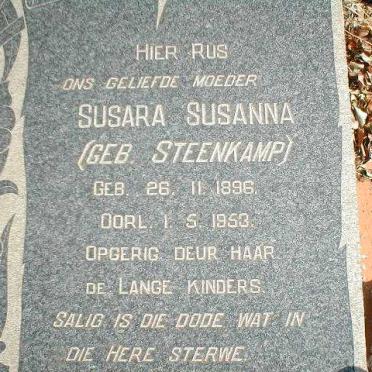 HIER RUS
ONS GELIEFDE MOEDER
SUSARA SUSANNA
(GEB. STEENKAMP)
GEB. 26. 11. 1896.
OORL. 1. 5. 1953.
OPGERIG DEUR HAAR
DE LANGE KINDERS.
SALIG IS DIE DODE WAT IN
DIE HERE STERWE.